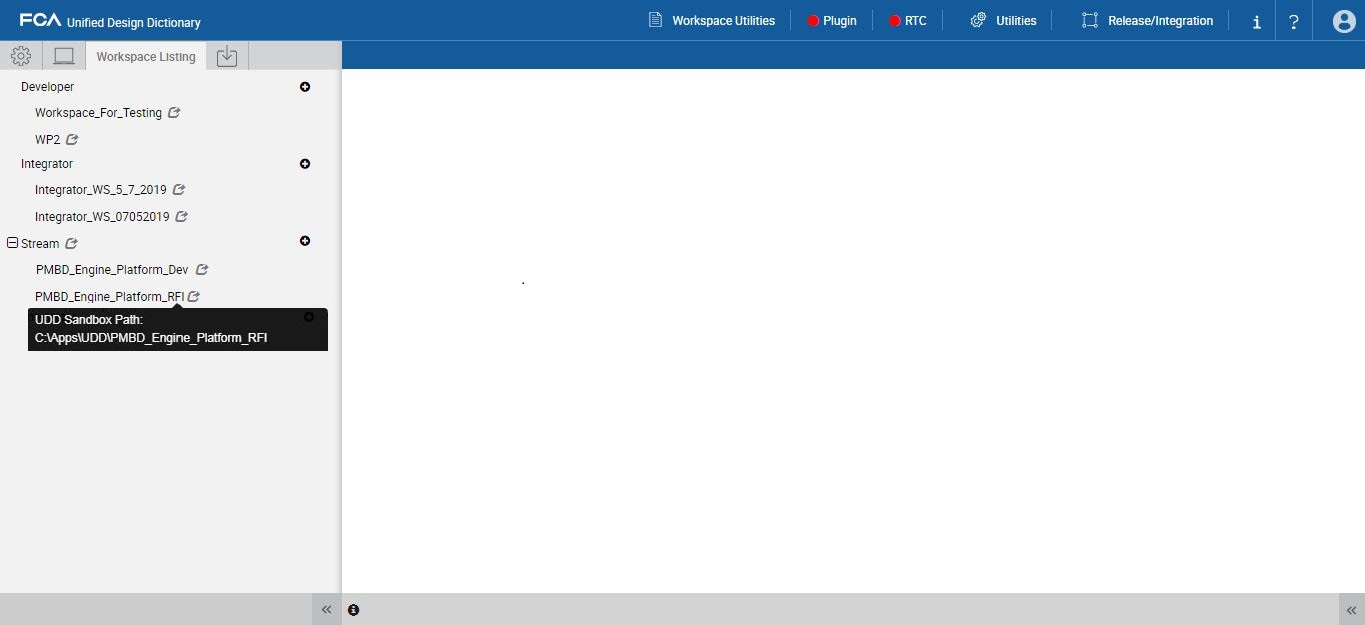 FCA Unified Design Dictionary
Workspace Utilities
Plugin
RTC
Utilities
Release/Integration
i
?
Workspace Listing
Developer
Workspace_For_Testing
WP2
Integrator
Integrator_WS_5_7_2019
Integrator_WS_07052019
Stream
PMBD_Engine_Platform_Dev
PMBD_Engine_Platform_RFI
UDD Sandbox Path:
C:\Apps\UDD\PMBD_Engine_Platform_RFI